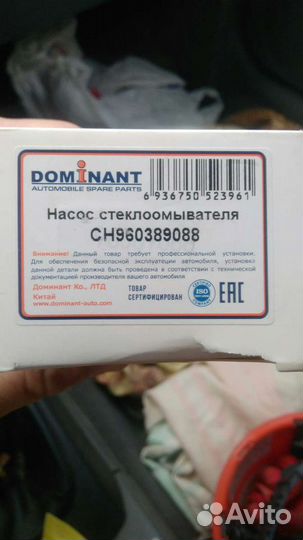 DOMINANT
AUTOMOBILE SPARE PARTS
6 936750 523961
Насос стеклоомывателя
CH960389088
Внимание! Данный товар требует профессиональной установки.
Для обеспечения безопасной эксплуатеции автомобиля, установка
данной детали должна быть проведена в соответствии с технической
документацией производителя вашего автомобиля.
Доминант Ко., ЛТД
Китай
www.dominant-auto.com
ТОВАР
СЕРТИФИЦИРОВАН
ISO
EAC
Avito